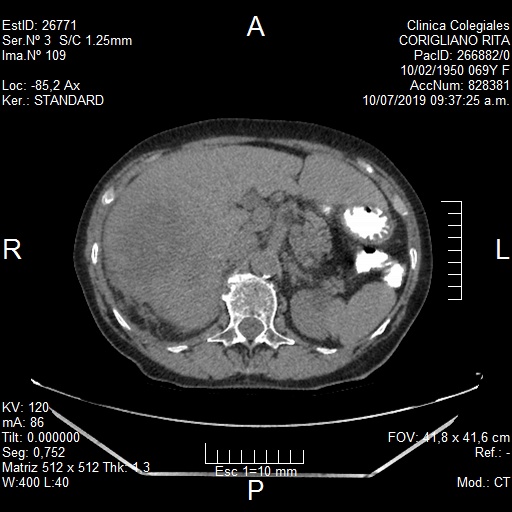 EstID: 26771
Ser.Nº 3 S/C 1.25mm
Ima.Nº 109
Loc: -85,2 Ax
Ker.: STANDARD
A
Clinica Colegiales
CORIGLIANO RITA
PacID: 266882/0
10/02/1950 069Y F
AccNum: 828381
10/07/2019 09:37:25 a.m.
R
L
KV: 120
mA: 86
Tilt: 0.000000
Seg: 0,752
Matriz 512 x 512 Thk: 1.3
W:400 L:40
Esc 1=10 mm
P
FOV: 41,8 x 41,6 cm
Ref.: -
Mod.: CT